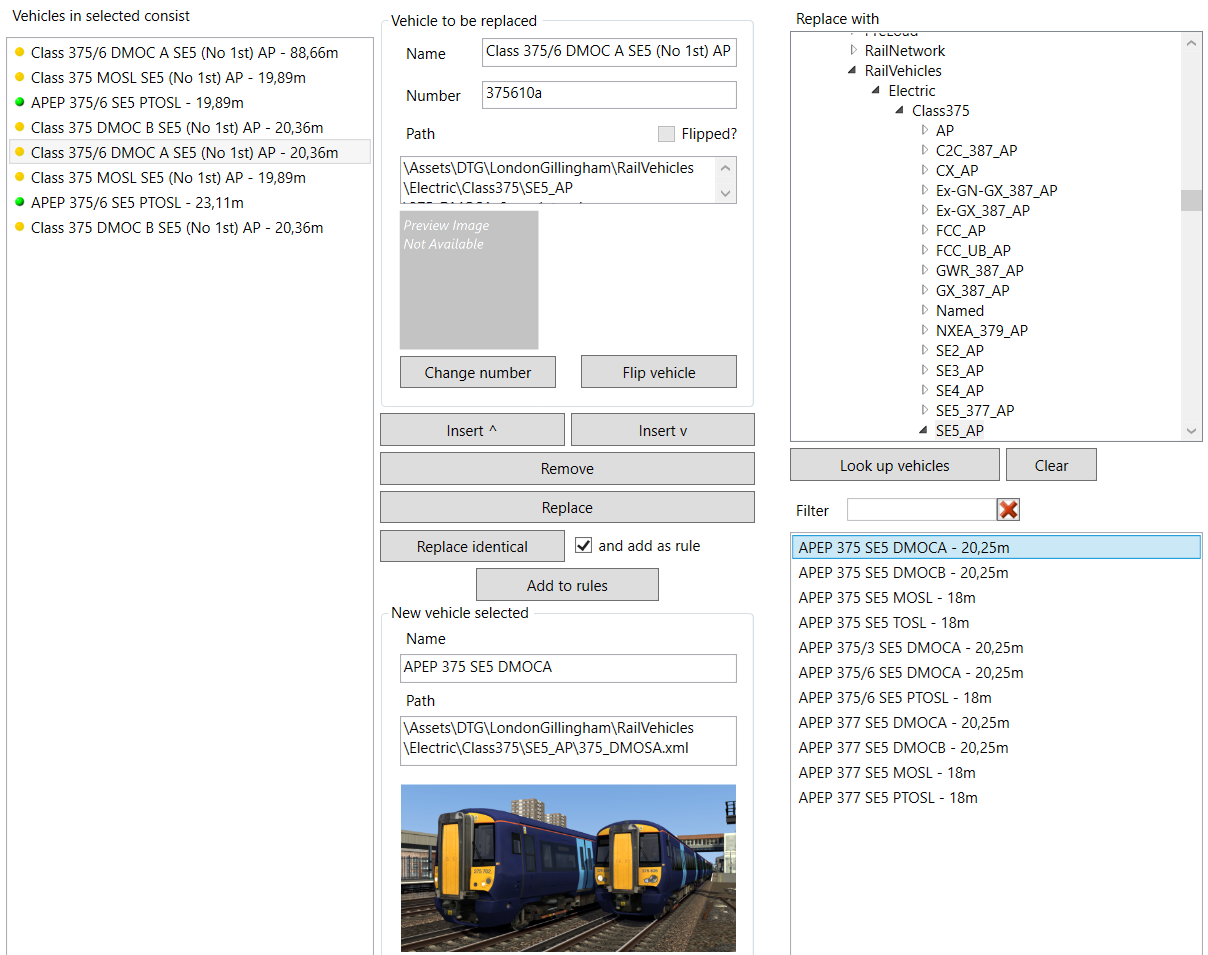 Vehicles in selected consist
Class 375/6 DMOC A SE5 (No 1st) AP - 88,66m
Class 375 MOSL SE5 (No 1st) AP - 19,89m
APEP 375/6 SE5 PTOSL - 19,89m
Class 375 DMOC B SE5 (No 1st) AP - 20,36m
Class 375/6 DMOC A SE5 (No 1st) AP - 20,36m
Class 375 MOSL SE5 (No 1st) AP - 19,89m
APEP 375/6 SE5 PTOSL - 23,11m
Class 375 DMOC B SE5 (No 1st) AP - 20,36m
Vehicle to be replaced
Name
Class 375/6 DMOC A SE5 (No 1st) AP
Number
375610a
Path
Flipped?
\Assets\DTG\LondonGillingham\RailVehicles
\Electric\Class375\SE5_AP
Preview Image
Not Available
Change number
Flip vehicle
Insert ^
Insert v
Remove
Replace
Replace identical
and add as rule
Add to rules
New vehicle selected
Name
APEP 375 SE5 DMOCA
Path
\Assets\DTG\LondonGillingham\RailVehicles
\Electric\Class375\SE5_AP\375_DMOSA.xml
Replace with
RailNetwork
RailVehicles
Electric
Class375
AP
C2C_387_AP
CX_AP
Ex-GN-GX_387_AP
Ex-GX_387_AP
FCC_AP
FCC_UB_AP
GWR_387_AP
GX_387_AP
Named
NXEA_379_AP
SE2_AP
SE3_AP
SE4_AP
SE5_377_AP
SE5_AP
Look up vehicles
Clear
Filter
APEP 375 SE5 DMOCA - 20,25m
APEP 375 SE5 DMOCB - 20,25m
APEP 375 SE5 MOSL - 18m
APEP 375 SE5 TOSL - 18m
APEP 375/3 SE5 DMOCA - 20,25m
APEP 375/6 SE5 DMOCA - 20,25m
APEP 375/6 SE5 PTOSL - 18m
APEP 377 SE5 DMOCA - 20,25m
APEP 377 SE5 DMOCB - 20,25m
APEP 377 SE5 MOSL - 18m
APEP 377 SE5 PTOSL - 18m